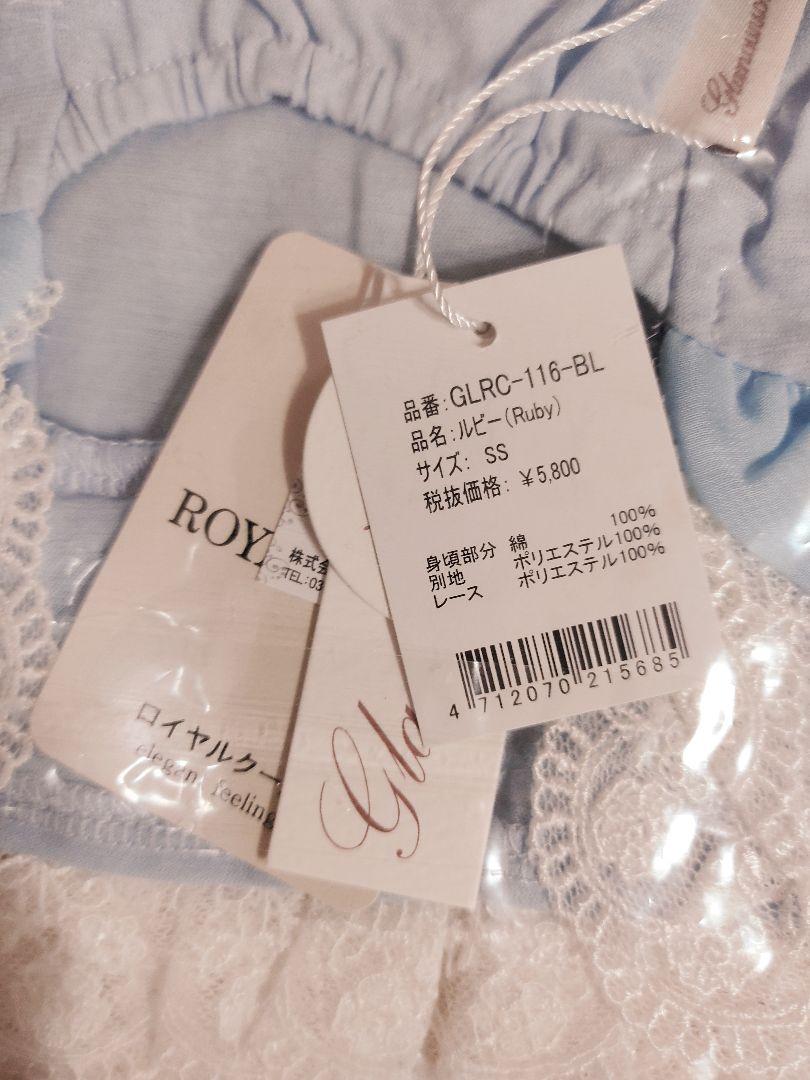 品番:GLRC-116-BL
品名:ルビー(Ruby)
サイズ: SS
税抜価格: ¥5,800
身頃部分 綿 100%
別地 ポリエステル100%
レース ポリエステル100%
4 712070 215685
ROY
株式会
TEL:03
ロイヤルクー
elegan feeling
Gla
Glamouro